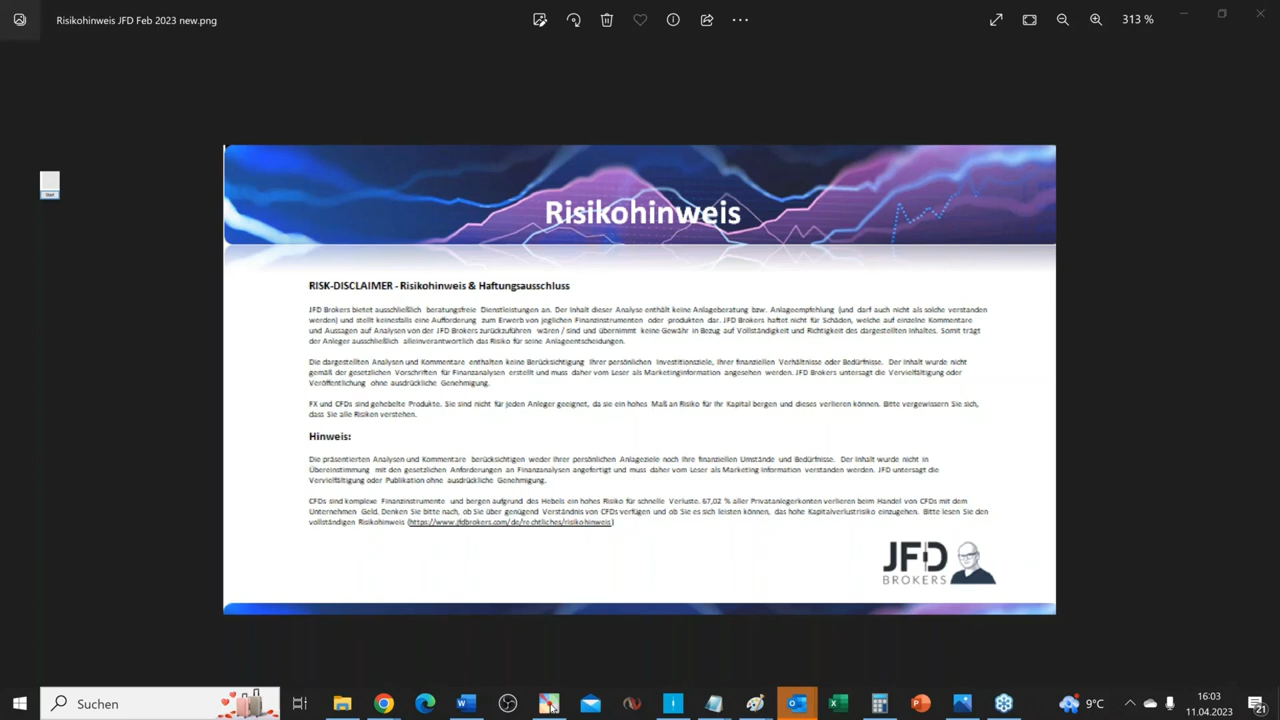 Risikohinweis JFD Feb 2023 new.png
313 %
Risikohinweis
RISK-DISCLAIMER - Risikohinweis & Haftungsausschluss
JFD Brokers bietet ausschließlich beratungsfreie Dienstleistungen an. Der Inhalt dieser Analyse enthält keine Anlageberatung bzw. Anlageempfehlung (und darf auch nicht als solche verstanden
werden) und stellt keinesfalls eine Aufforderung zum Erwerb von jeglichen Finanzinstrumenten oder produkten dar. JFD Brokers haftet nicht für Schäden, welche auf einzelne Kommentare
und Aussagen auf Analysen von der JFD Brokers zurückzuführen wären / sind und übernimmt keine Gewähr in Bezug auf Vollständigkeit und Richtigkeit des dargestellten Inhaltes. Somit trägt
der Anleger ausschließlich alleinverantwortlich das Risiko für seine Anlageentscheidungen.
Die dargestellten Analysen und Kommentare enthalten keine Berücksichtigung Ihrer persönlichen Investitionsziele, Ihrer finanziellen Verhältnisse oder Bedürfnisse. Der Inhalt wurde nicht
gemäß der gesetzlichen Vorschriften für Finanzanalysen erstellt und muss daher vom Leser als Marketinginformation angesehen werden. JFD Brokers untersagt die Vervielfältigung oder
Veröffentlichung ohne ausdrückliche Genehmigung.
FX und CFDs sind gehebelte Produkte. Sie sind nicht für jeden Anleger geeignet, da sie ein hohes Maß an Risiko für Ihr Kapital bergen und dieses verlieren können. Bitte vergewissern Sie sich,
dass Sie alle Risiken verstehen.
Hinweis:
Die präsentierten Analysen und Kommentare berücksichtigen weder Ihrer persönlichen Anlageziele noch Ihre finanziellen Umstände und Bedürfnisse. Der Inhalt wurde nicht in
Übereinstimmung mit den gesetzlichen Anforderungen an Finanzanalysen angefertigt und muss daher vom Leser als Marketing Information verstanden werden. JFD untersagt die
Vervielfältigung oder Publikation ohne ausdrückliche Genehmigung.
CFDs sind komplexe Finanzinstrumente und bergen aufgrund des Hebels ein hohes Risiko für schnelle Verluste. 67,02 % aller Privatanlegerkonten verlieren beim Handel von CFDs mit dem
Unternehmen Geld. Denken Sie bitte nach, ob Sie über genügend Verständnis von CFDs verfügen und ob Sie es sich leisten können, das hohe Kapitalverlustrisiko einzugehen. Bitte lesen Sie den
vollständigen Risikohinweis (https://www.jfdbrokers.com/de/rechtliches/risikohinweis)
JFD
BROKERS
Suchen
9°C
16:03
11.04.2023
21